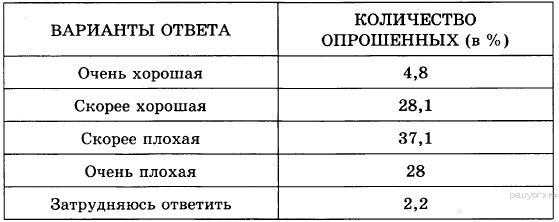 ВАРИАНТЫ ОТВЕТА
КОЛИЧЕСТВО
ОПРОШЕННЫХ (в %)
Очень хорошая 4,8
Скорее хорошая 28,1
Скорее плохая 37,1
Очень плохая 28
Затрудняюсь ответить 2,2